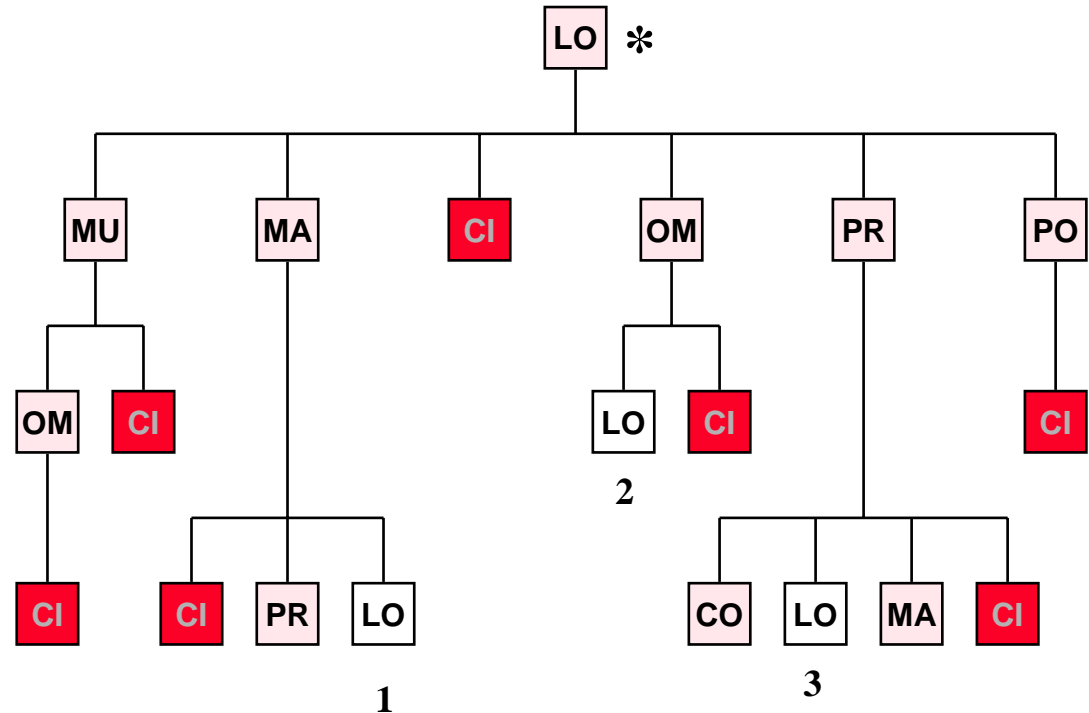 LO *
MU MA CI OM PR PO
OM CI LO CI CI
2
CI CI PR LO CO LO MA CI
1 3